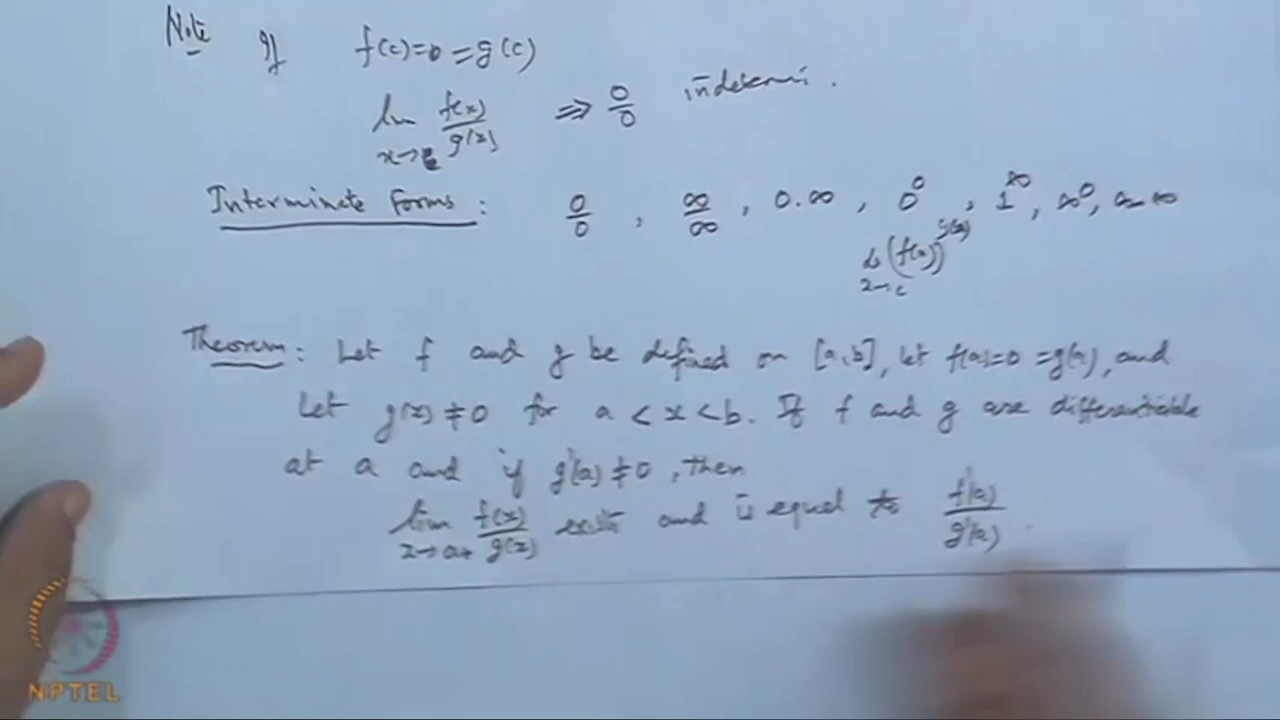 Note If f(c)=0=g(c)
lim x→c f(x)/g(x) ⇒ 0/0 indetermi.
Interminate Forms : 0/0 , ∞/∞ , 0.∞ , 0^0 , 1^∞ , ∞^0, ∞-∞
lim x→c (f(x))^g(x)
Theorem : Let f and g be defined on [a,b], let f(a)=0=g(a), and
Let g(x)≠0 for a<x<b. If f and g are differentiable
at a and if g'(a)≠0, then
lim x→a+ f(x)/g(x) exists and is equal to f'(a)/g'(a)
NPTEL